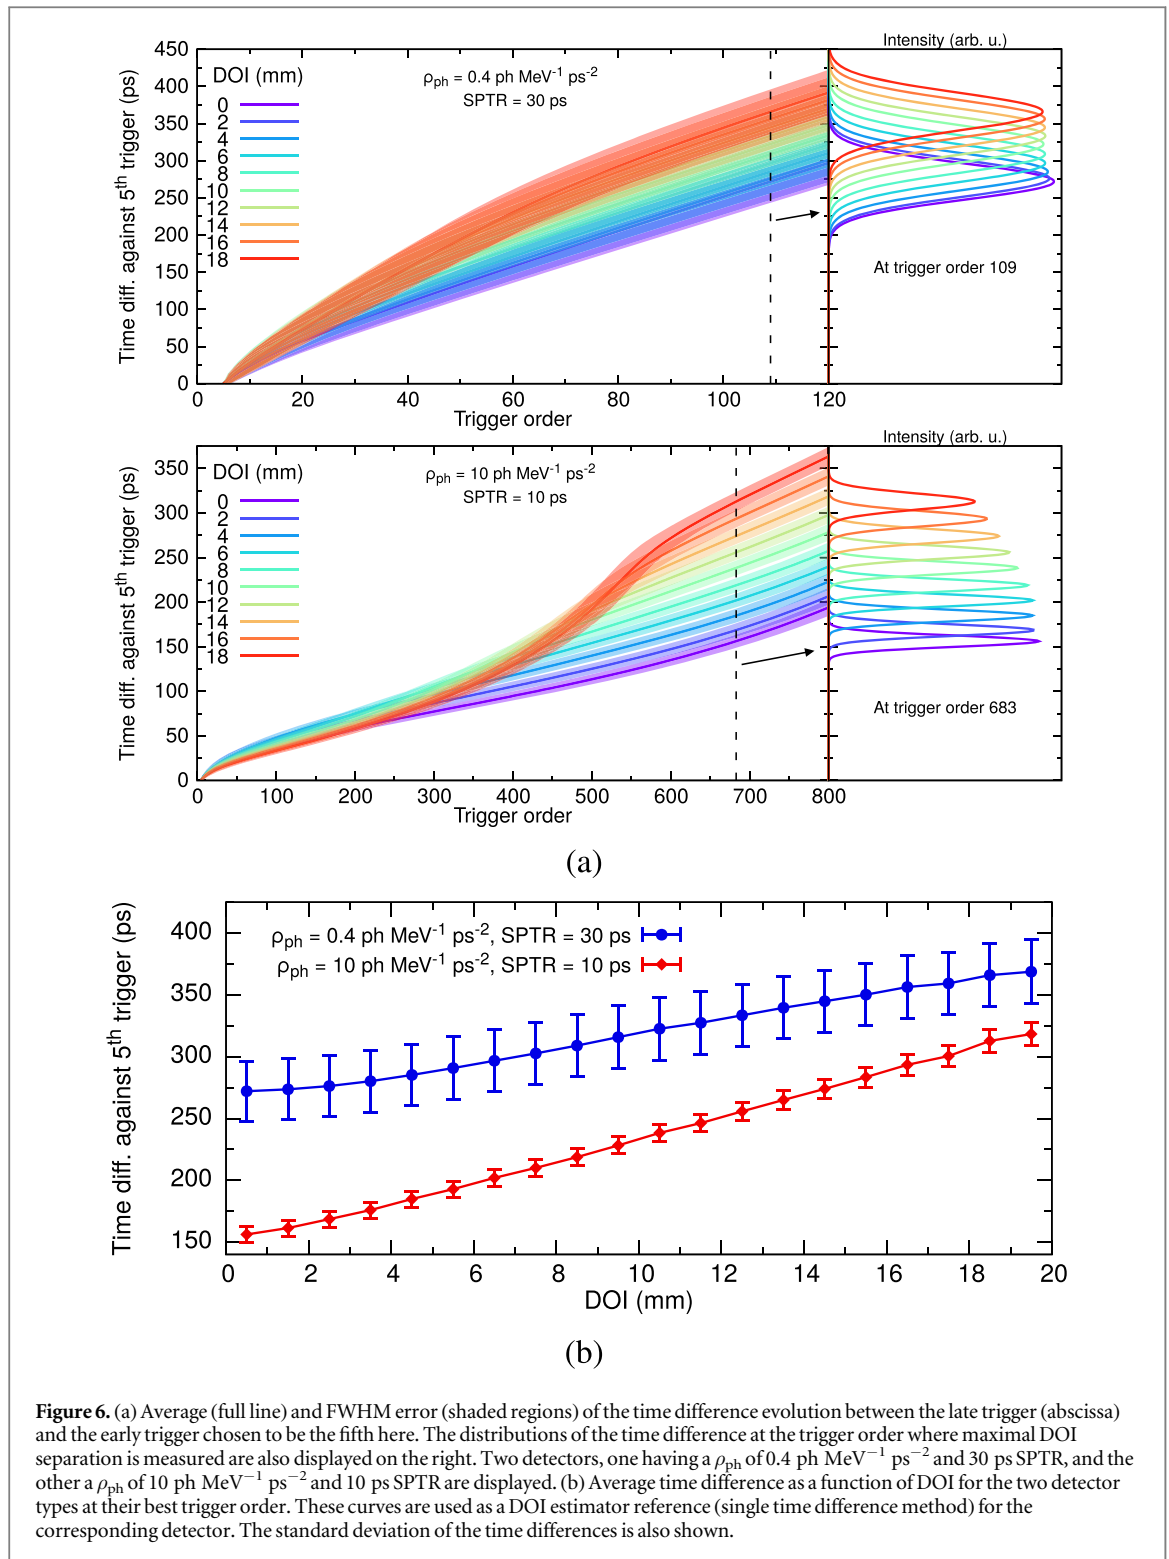 Intensity (arb. u.)
450
400
350
300
250
200
150
100
50
0
Time diff. against 5th trigger (ps)
DOI (mm)
0
2
4
6
8
10
12
14
16
18
ρph = 0.4 ph MeV-1 ps-2
SPTR = 30 ps
At trigger order 109
0 20 40 60 80 100 120
Trigger order
Intensity (arb. u.)
350
300
250
200
150
100
50
0
Time diff. against 5th trigger (ps)
DOI (mm)
0
2
4
6
8
10
12
14
16
18
ρph = 10 ph MeV-1 ps-2
SPTR = 10 ps
At trigger order 683
0 100 200 300 400 500 600 700 800
Trigger order
(a)
400
350
300
250
200
150
Time diff. against 5th trigger (ps)
ρph = 0.4 ph MeV-1 ps-2, SPTR = 30 ps
ρph = 10 ph MeV-1 ps-2, SPTR = 10 ps
0 2 4 6 8 10 12 14 16 18 20
DOI (mm)
(b)
Figure 6. (a) Average (full line) and FWHM error (shaded regions) of the time difference evolution between the late trigger (abscissa)
and the early trigger chosen to be the fifth here. The distributions of the time difference at the trigger order where maximal DOI
separation is measured are also displayed on the right. Two detectors, one having a ρph of 0.4 ph MeV−1 ps−2 and 30 ps SPTR, and the
other a ρph of 10 ph MeV−1 ps−2 and 10 ps SPTR are displayed. (b) Average time difference as a function of DOI for the two detector
types at their best trigger order. These curves are used as a DOI estimator reference (single time difference method) for the
corresponding detector. The standard deviation of the time differences is also shown.